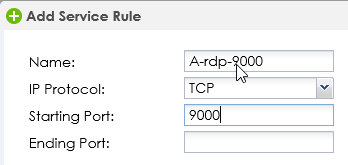 Add Service Rule
Name: A-rdp-9000
IP Protocol: TCP
Starting Port: 9000
Ending Port: